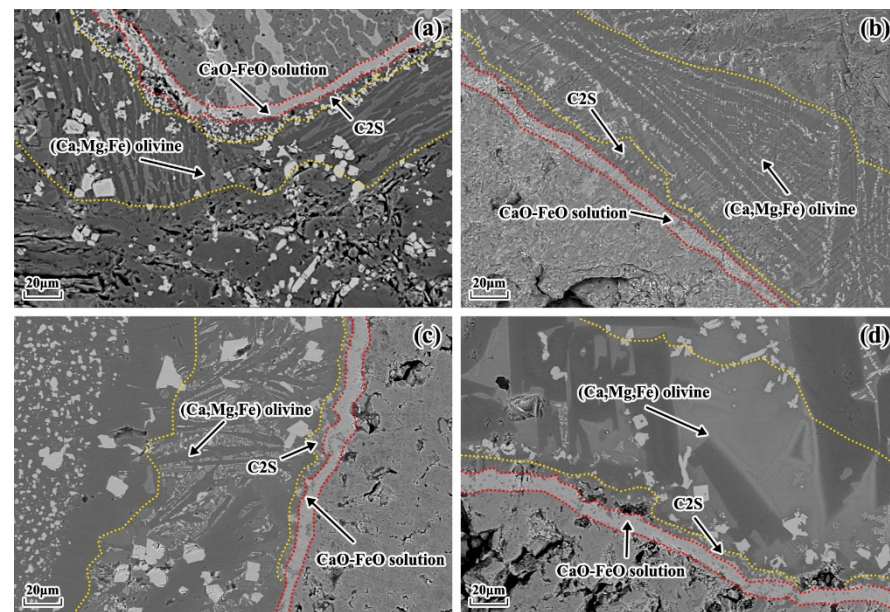 (a)
CaO-FeO solution
C2S
(Ca,Mg,Fe) olivine
20μm
(b)
C2S
CaO-FeO solution
(Ca,Mg,Fe) olivine
20μm
(c)
(Ca,Mg,Fe) olivine
C2S
CaO-FeO solution
20μm
(d)
(Ca,Mg,Fe) olivine
C2S
CaO-FeO solution
20μm